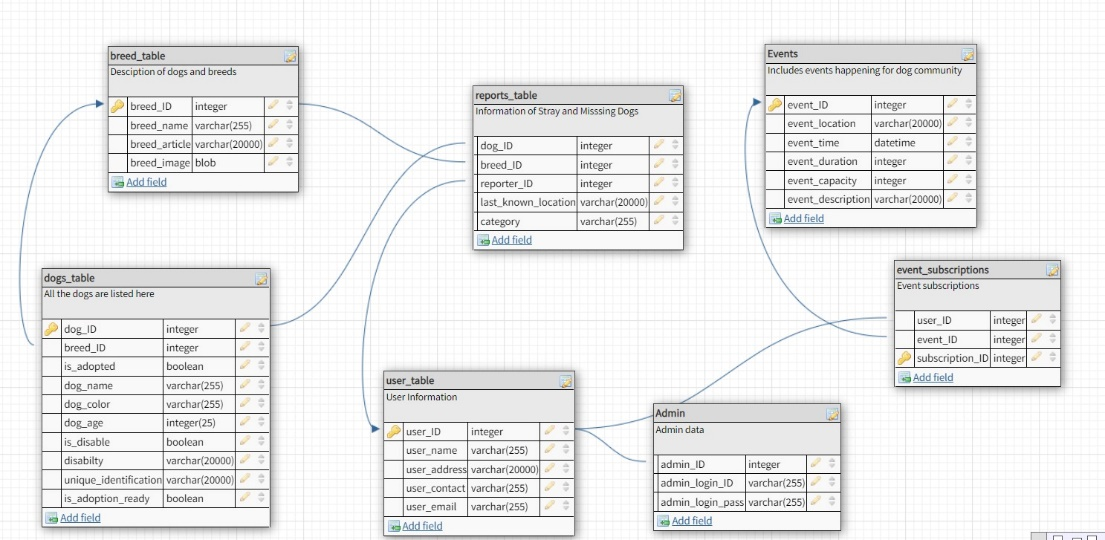 breed_table
Desciption of dogs and breeds
breed_ID integer
breed_name varchar(255)
breed_article varchar(20000)
breed_image blob
Add field
reports_table
Information of Stray and Misssing Dogs
dog_ID integer
breed_ID integer
reporter_ID integer
last_known_location varchar(20000)
category varchar(255)
Add field
Events
Includes events happening for dog community
event_ID integer
event_location varchar(20000)
event_time datetime
event_duration integer
event_capacity integer
event_description varchar(20000)
Add field
dogs_table
All the dogs are listed here
dog_ID integer
breed_ID integer
is_adopted boolean
dog_name varchar(255)
dog_color varchar(255)
dog_age integer(25)
is_disable boolean
disabilty varchar(20000)
unique_identification varchar(20000)
is_adoption_ready boolean
Add field
event_subscriptions
Event subscriptions
user_ID integer
event_ID integer
subscription_ID integer
Add field
user_table
User Information
user_ID integer
user_name varchar(255)
user_address varchar(20000)
user_contact varchar(255)
user_email varchar(255)
Add field
Admin
Admin data
admin_ID integer
admin_login_ID varchar(255)
admin_login_pass varchar(255)
Add field